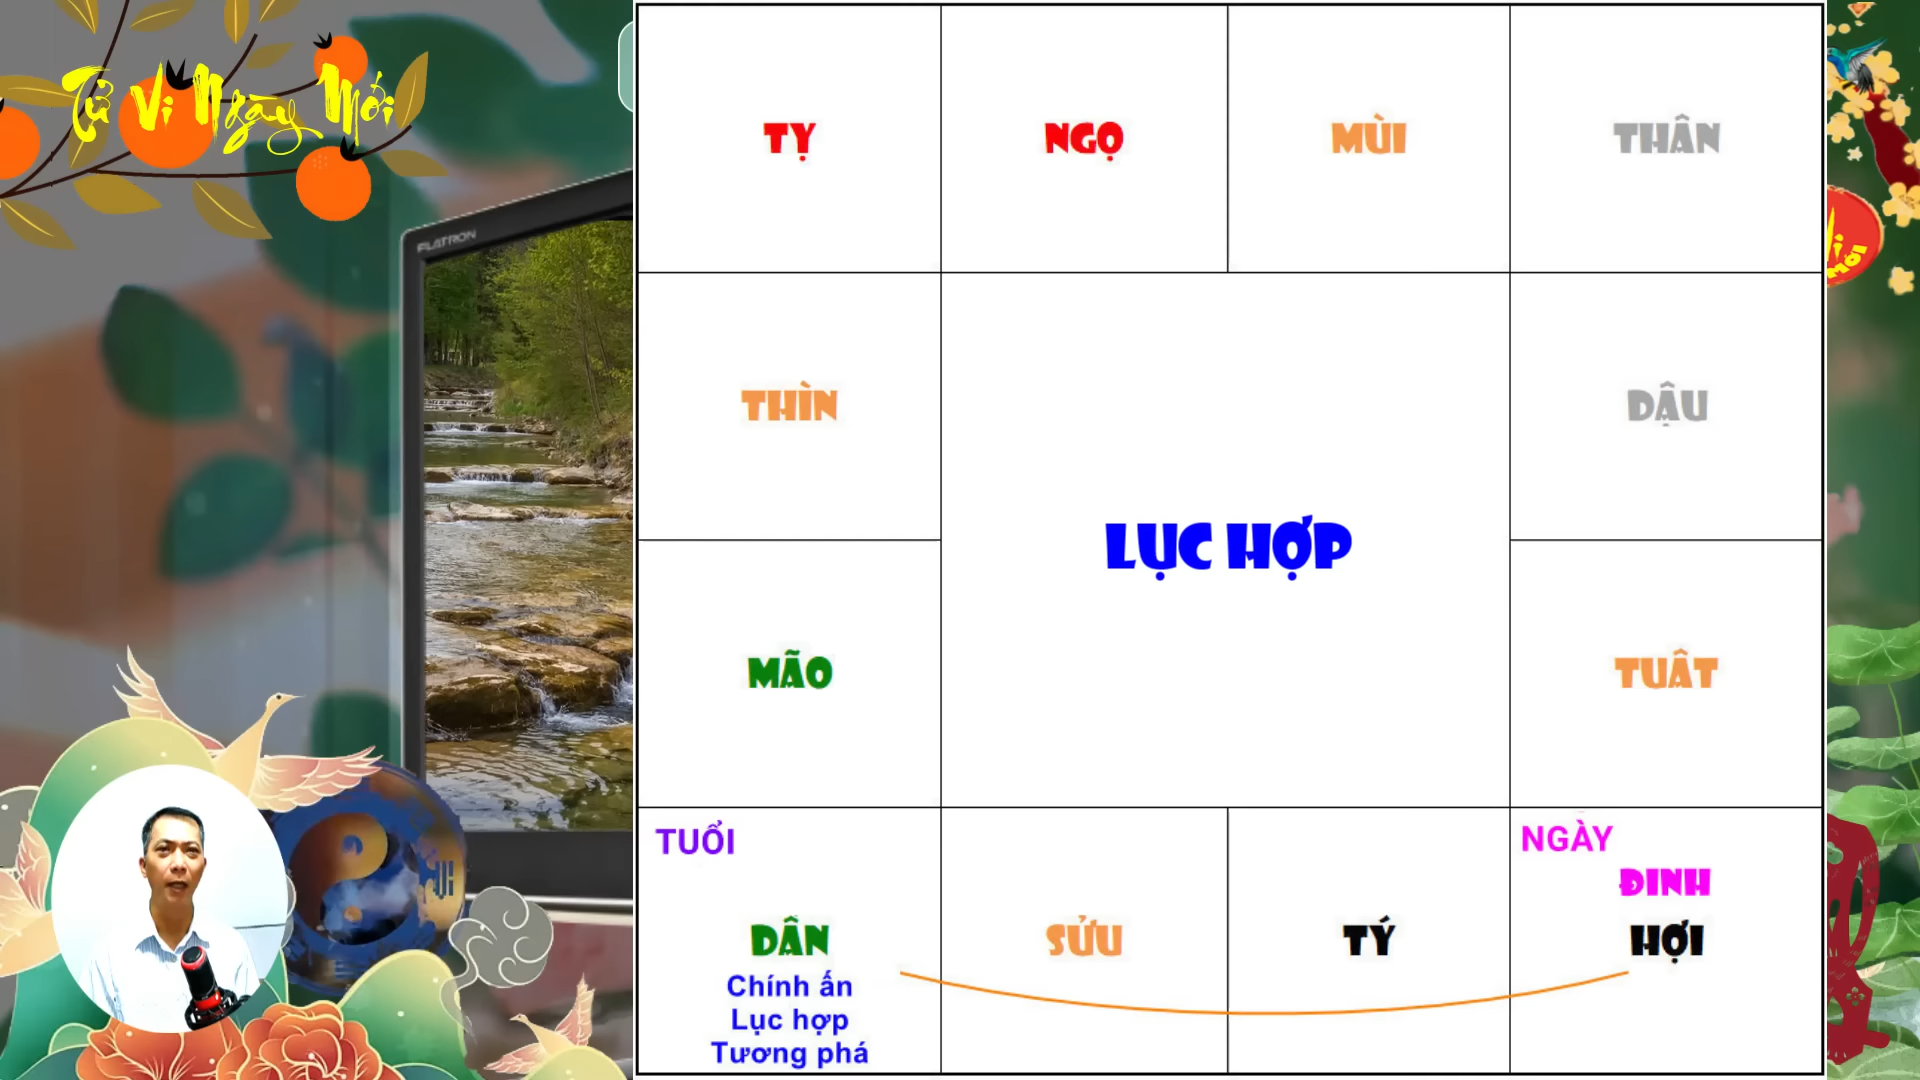 Tử Vi Ngày Mới
FLATRON
TỴ
NGỌ
MÙI
THÂN
THÌN
DẬU
LỤC HỢP
MÃO
TUẤT
TUỔI
DẦN
Chính ấn
Lục hợp
Tương phá
SỬU
TÝ
NGÀY
ĐINH
HỢI